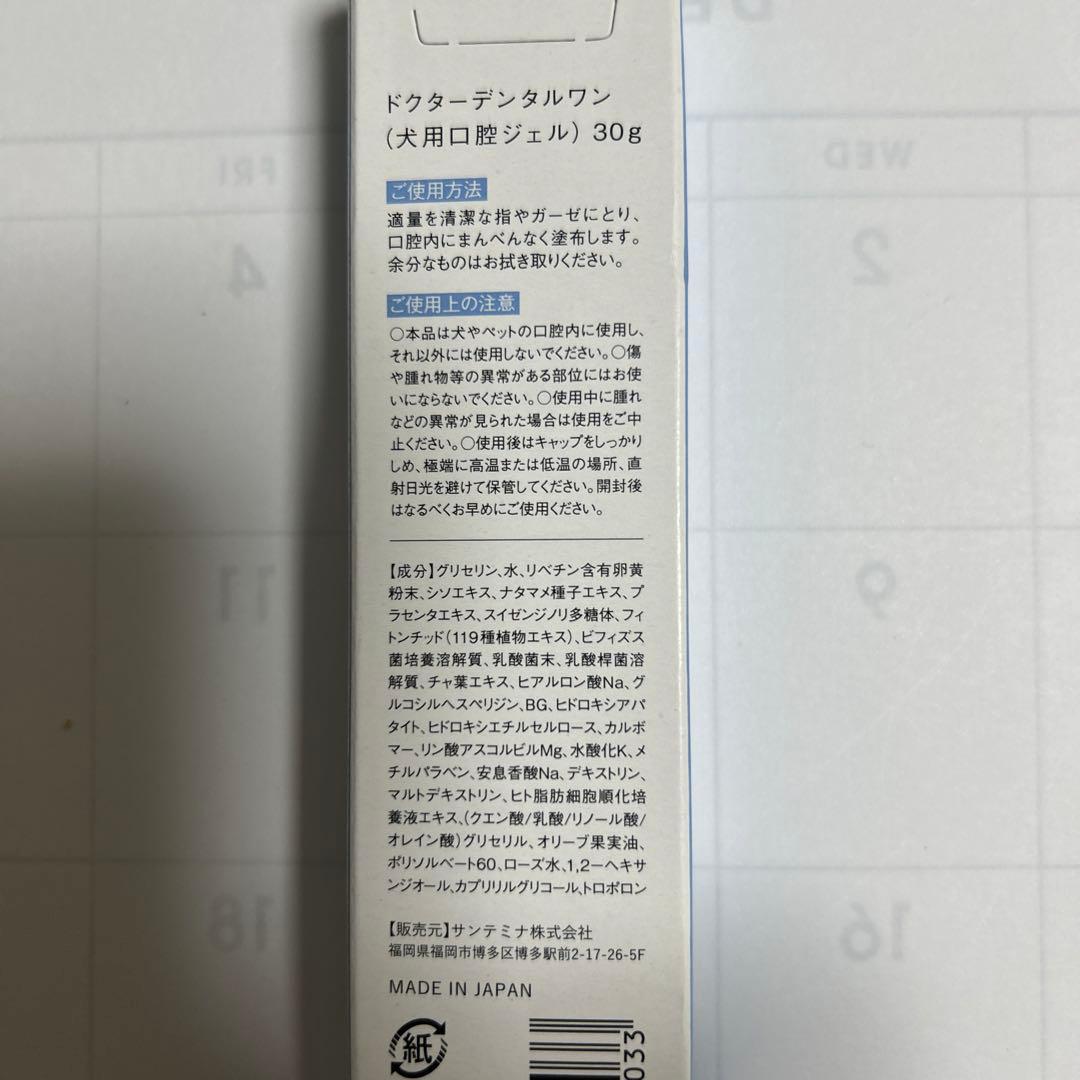 ドクターデンタルワン
（犬用口腔ジェル）30g
ご使用方法
適量を清潔な指やガーゼにとり、
口腔内にまんべんなく塗布します。
余分なものはお拭き取りください。
ご使用上の注意
○本品は犬やペットの口腔内に使用し、
それ以外には使用しないでください。○傷
や腫れ物等の異常がある部位にはお使
いにならないでください。○使用中に腫れ
などの異常が見られた場合は使用をご中
止ください。○使用後はキャップをしっかり
しめ、極端に高温または低温の場所、直
射日光を避けて保管してください。開封後
はなるべくお早めにご使用ください。
【成分】グリセリン、水、リベチン含有卵黄
粉末、シソエキス、ナタマメ種子エキス、プ
ラセンタエキス、スイゼンジノリ多糖体、フィ
トンチッド（119種植物エキス）、ビフィズス
菌培養溶解質、乳酸菌末、乳酸桿菌溶
解質、チャ葉エキス、ヒアルロン酸Na、グ
ルコシルヘスペリジン、BG、ヒドロキシアパ
タイト、ヒドロキシエチルセルロース、カルボ
マー、リン酸アスコルビルMg、水酸化K、メ
チルパラベン、安息香酸Na、デキストリン、
マルトデキストリン、ヒト脂肪細胞順化培
養液エキス、（クエン酸/乳酸/リノール酸/
オレイン酸）グリセリル、オリーブ果実油、
ポリソルベート60、ローズ水、1,2－ヘキサ
ンジオール、カプリリルグリコール、トロポロン
【販売元】サンテミナ株式会社
福岡県福岡市博多区博多駅前2-17-26-5F
MADE IN JAPAN
紙
033
WED
FRI
2
4
9
11
16
18